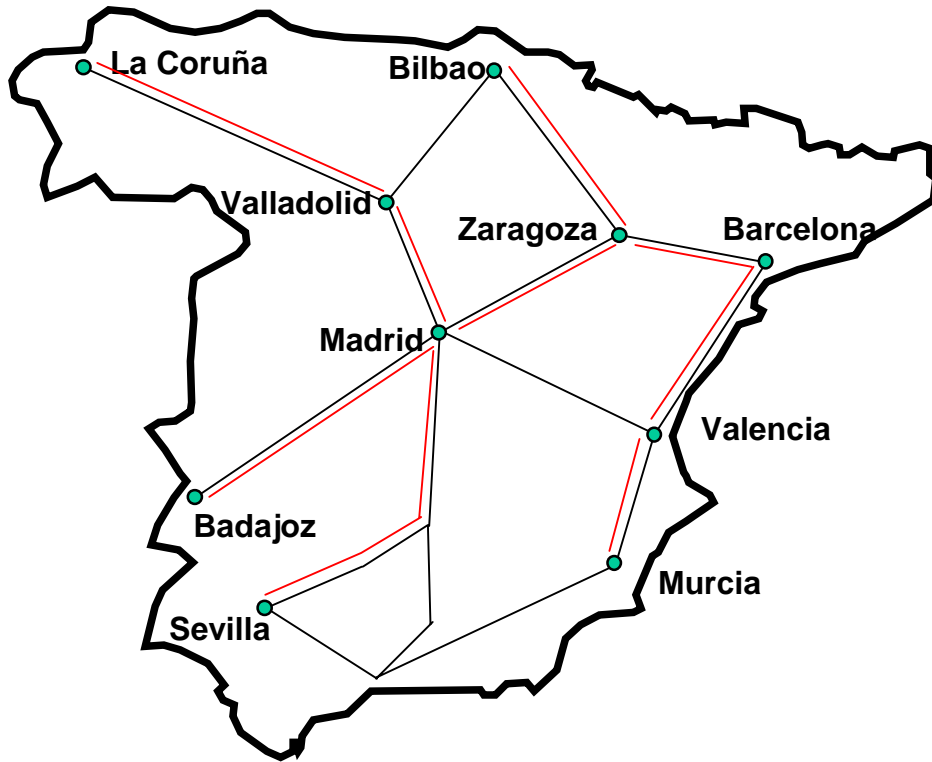 La Coruña
Bilbao
Valladolid
Zaragoza
Barcelona
Madrid
Valencia
Badajoz
Murcia
Sevilla